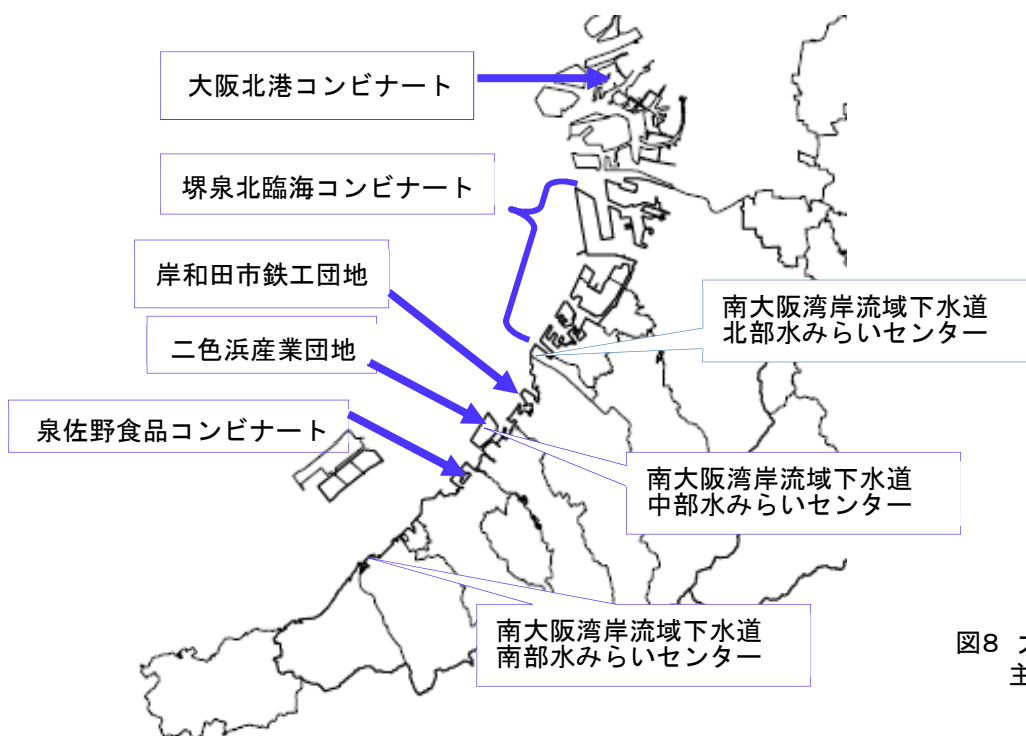 大阪北港コンビナート
堺泉北臨海コンビナート
岸和田市鉄工団地
二色浜産業団地
泉佐野食品コンビナート
南大阪湾岸流域下水道
北部水みらいセンター
南大阪湾岸流域下水道
中部水みらいセンター
南大阪湾岸流域下水道
南部水みらいセンター
図8
主